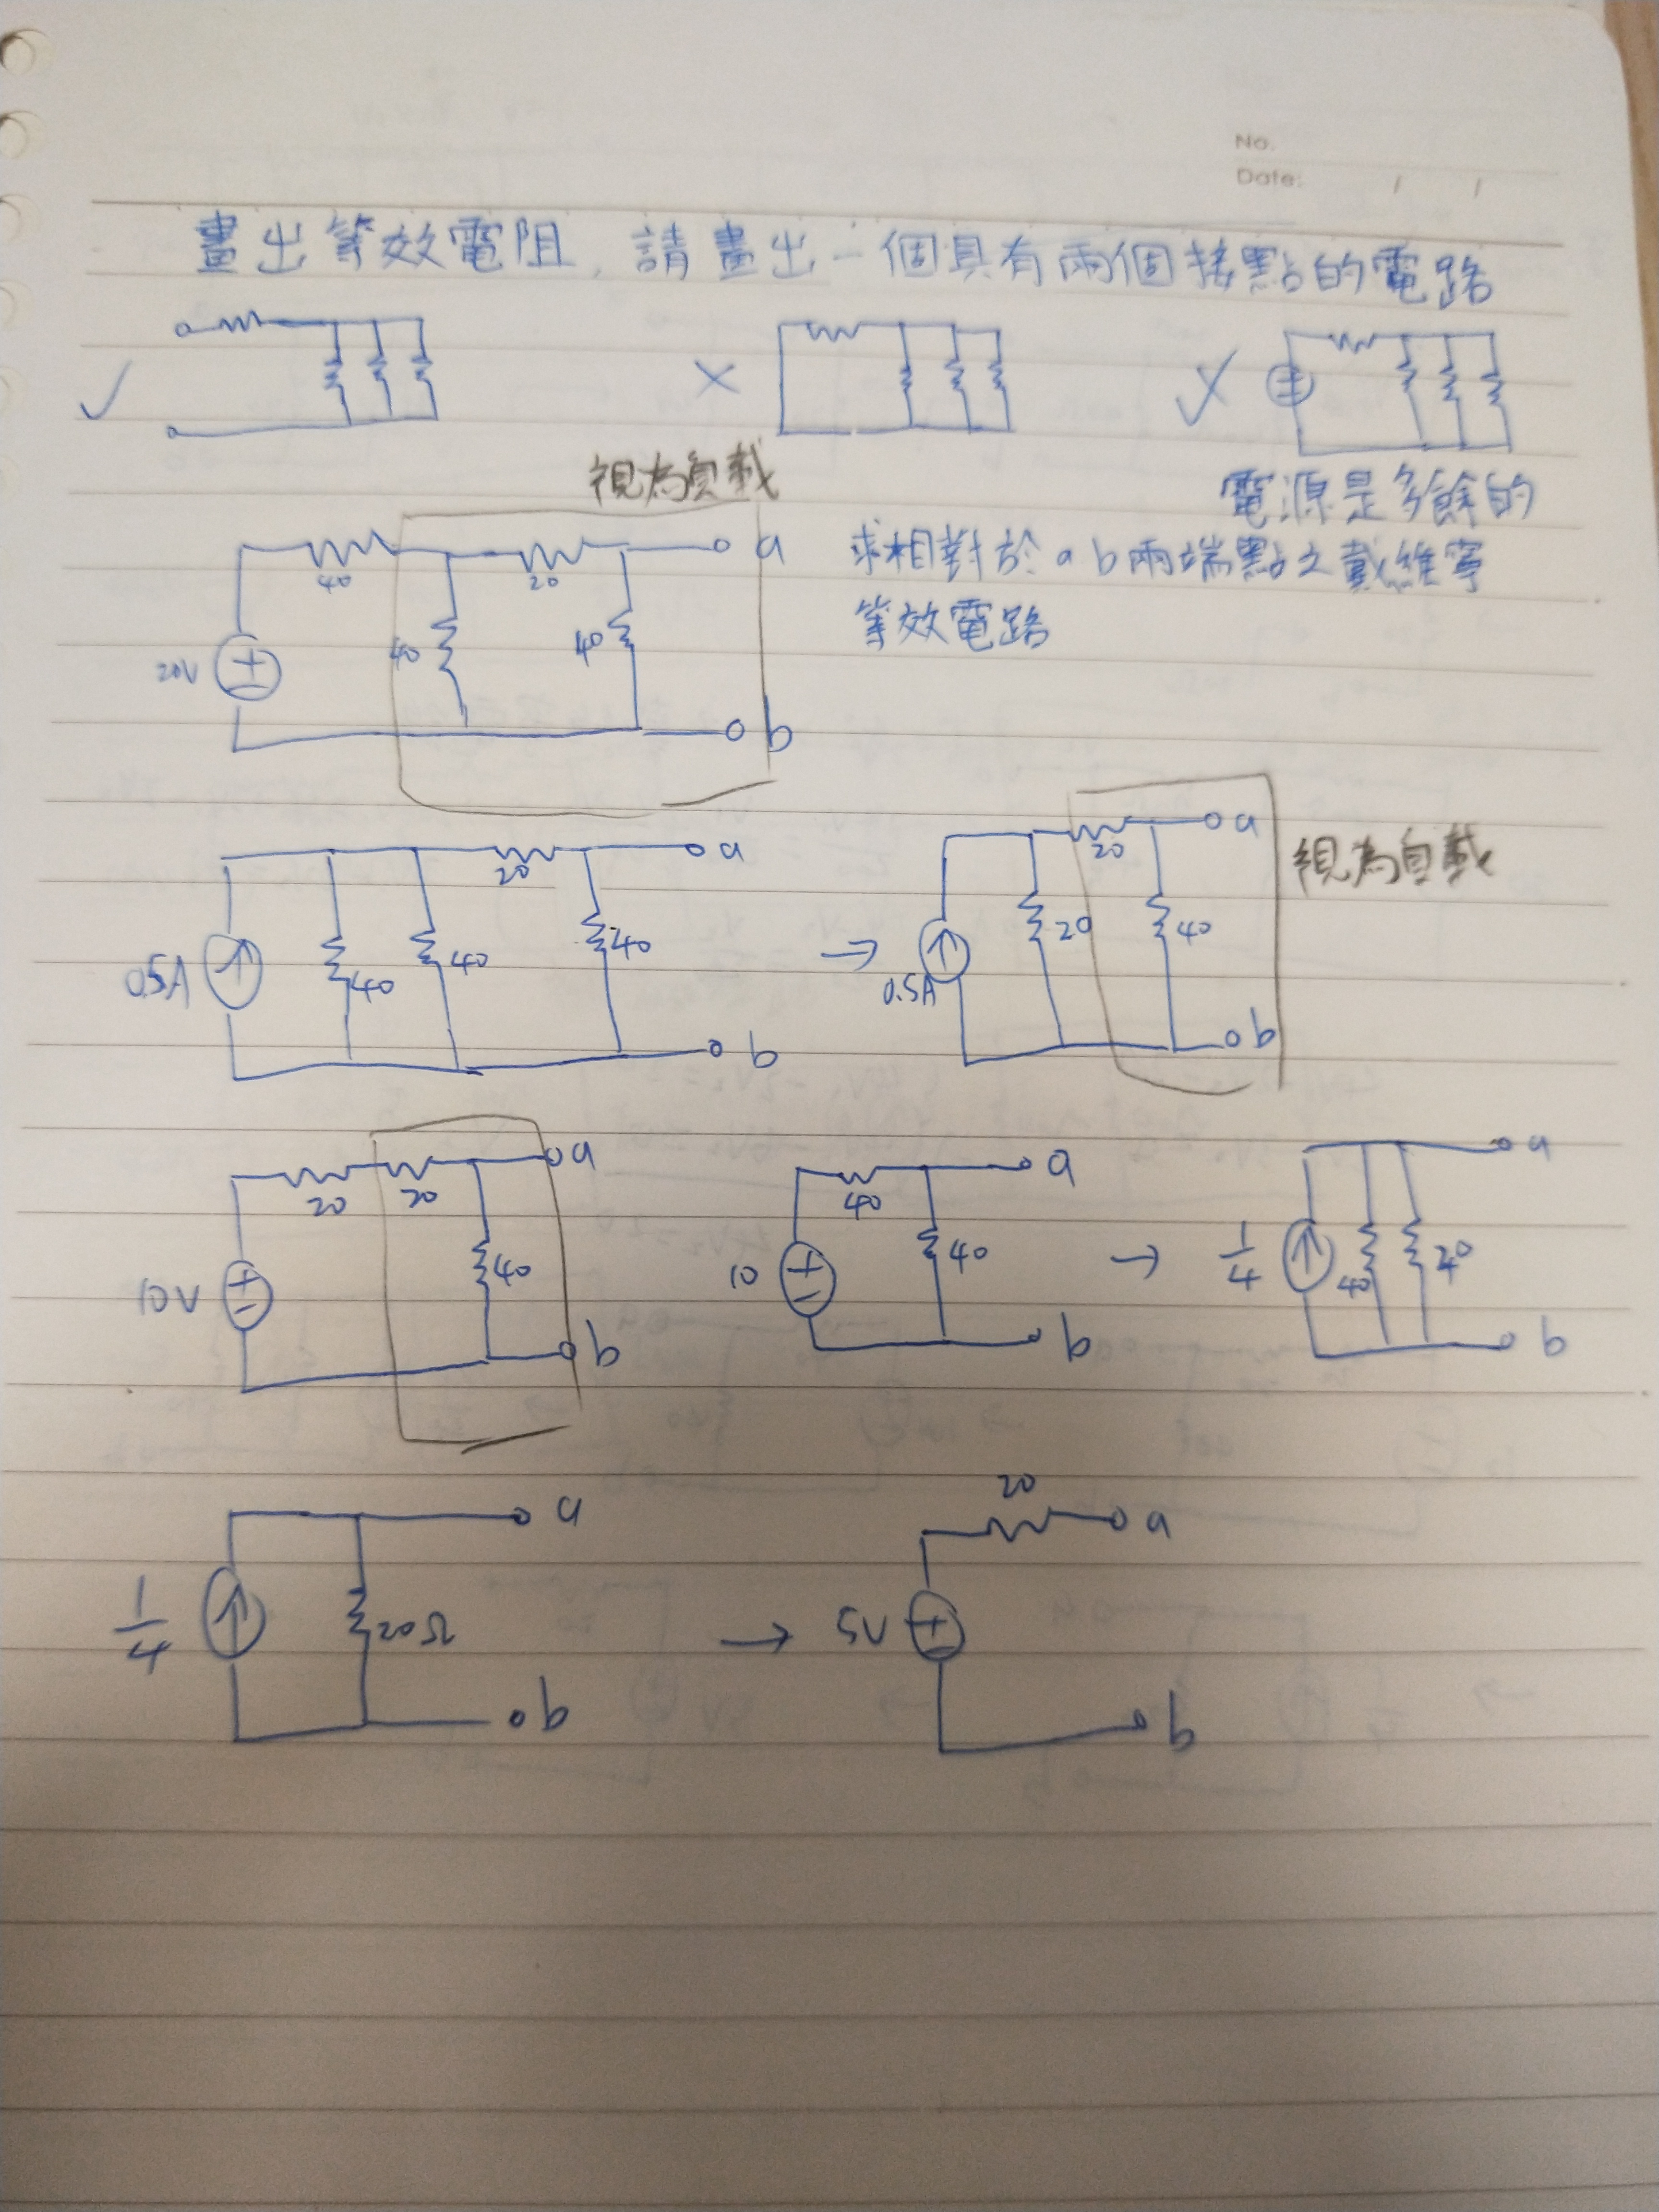 No.
Date: / /
畫出等效電阻,請畫出一個具有兩個接點的電路
✓ × ✓
視為負載 電源是多餘的
a 求相對於ab兩端點之戴維寧
40 20
等效電路
40 40
20V
b
a 20 a
20 視為負載
0.5A 40 40 40 → 0.5A 20 40
b b
a a a
20 20 40
10V 40 10 40 → 1/4 40 40
b b b
20
a a
1/4 20Ω → 5V
b b